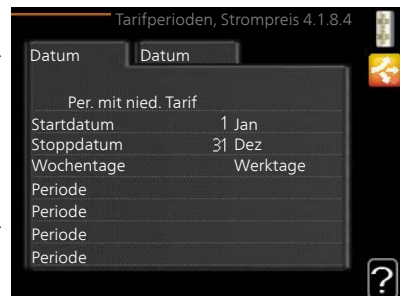 Tarifperioden, Strompreis 4.1.8.4
Datum Datum
Per. mit nied. Tarif
Startdatum 1 Jan
Stoppdatum 31 Dez
Wochentage Werktage
Periode
Periode
Periode
Periode
?